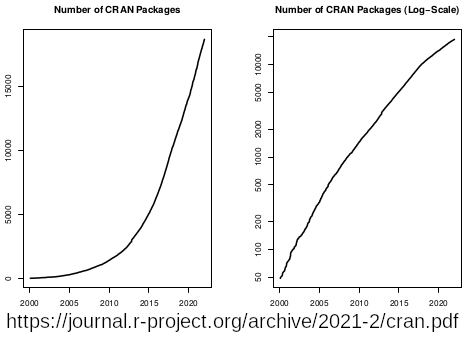 Number of CRAN Packages
15000
10000
5000
0
2000 2005 2010 2015 2020
Number of CRAN Packages (Log−Scale)
10000
5000
2000
1000
500
200
100
50
2000 2005 2010 2015 2020
https://journal.r-project.org/archive/2021-2/cran.pdf